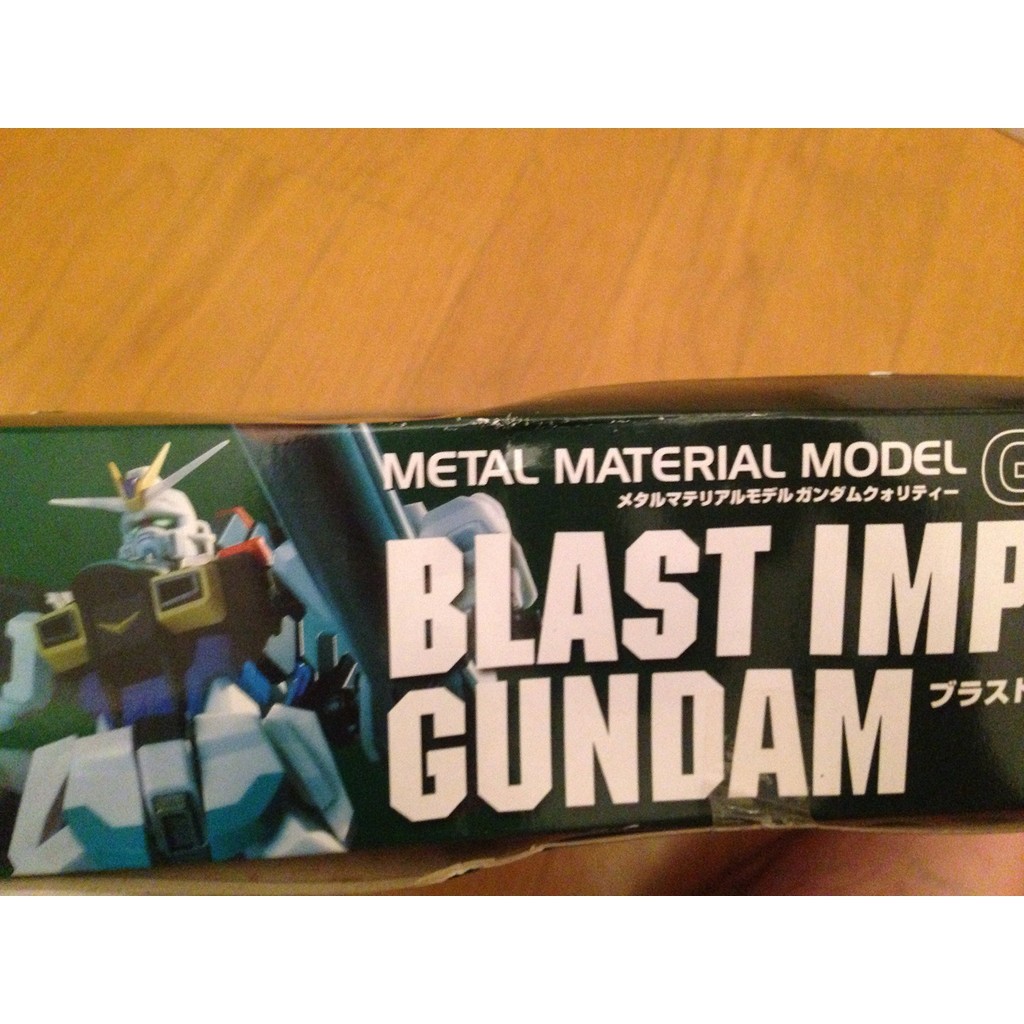 METAL MATERIAL MODEL G
メタルマテリアルモデル ガンダムクォリティー
BLAST IMP
GUNDAM
ブラスト